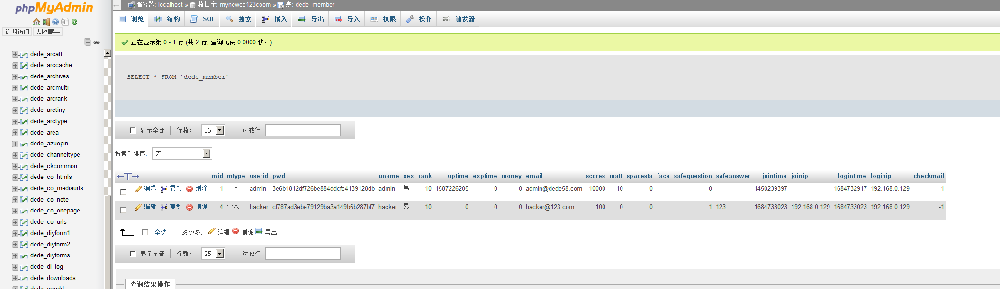 phpMyAdmin
近期访问 表收藏夹
dede_arcatt
dede_arccache
dede_archives
dede_arcmulti
dede_arcrank
dede_arctiny
dede_arctype
dede_area
dede_azuopin
dede_channeltype
dede_ckcommon
dede_co_htmls
dede_co_mediaurls
dede_co_note
dede_co_onepage
dede_co_urls
dede_diyform1
dede_diyform2
dede_diyforms
dede_dl_log
dede_downloads
dede_erradd
服务器: localhost » 数据库: mynewcc123coom » 表: dede_member
浏览 结构 SQL 搜索 插入 导出 导入 权限 操作 触发器
正在显示第 0 - 1 行 (共 2 行, 查询花费 0.0000 秒。)
SELECT * FROM `dede_member`
显示全部 行数： 25 过滤行:
按索引排序: 无
mid mtype userid pwd uname sex rank uptime exptime money email scores matt spacesta face safequestion safeanswer jointime joinip logintime loginip checkmail
编辑 复制 删除 1 个人 admin 3e6b1812df726be884ddcfc4139128db admin 男 10 1587226205 0 0 admin@dede58.com 10000 10 0 0 1450239397 1684732917 192.168.0.129 -1
编辑 复制 删除 4 个人 hacker cf787ad3ebe79129ba3a149b6b287bf7 hacker 男 10 0 0 0 hacker@123.com 100 0 0 1 123 1684733023 192.168.0.129 1684733023 192.168.0.129 -1
全选 选中项: 编辑 删除 导出
显示全部 行数： 25 过滤行:
查询结果操作